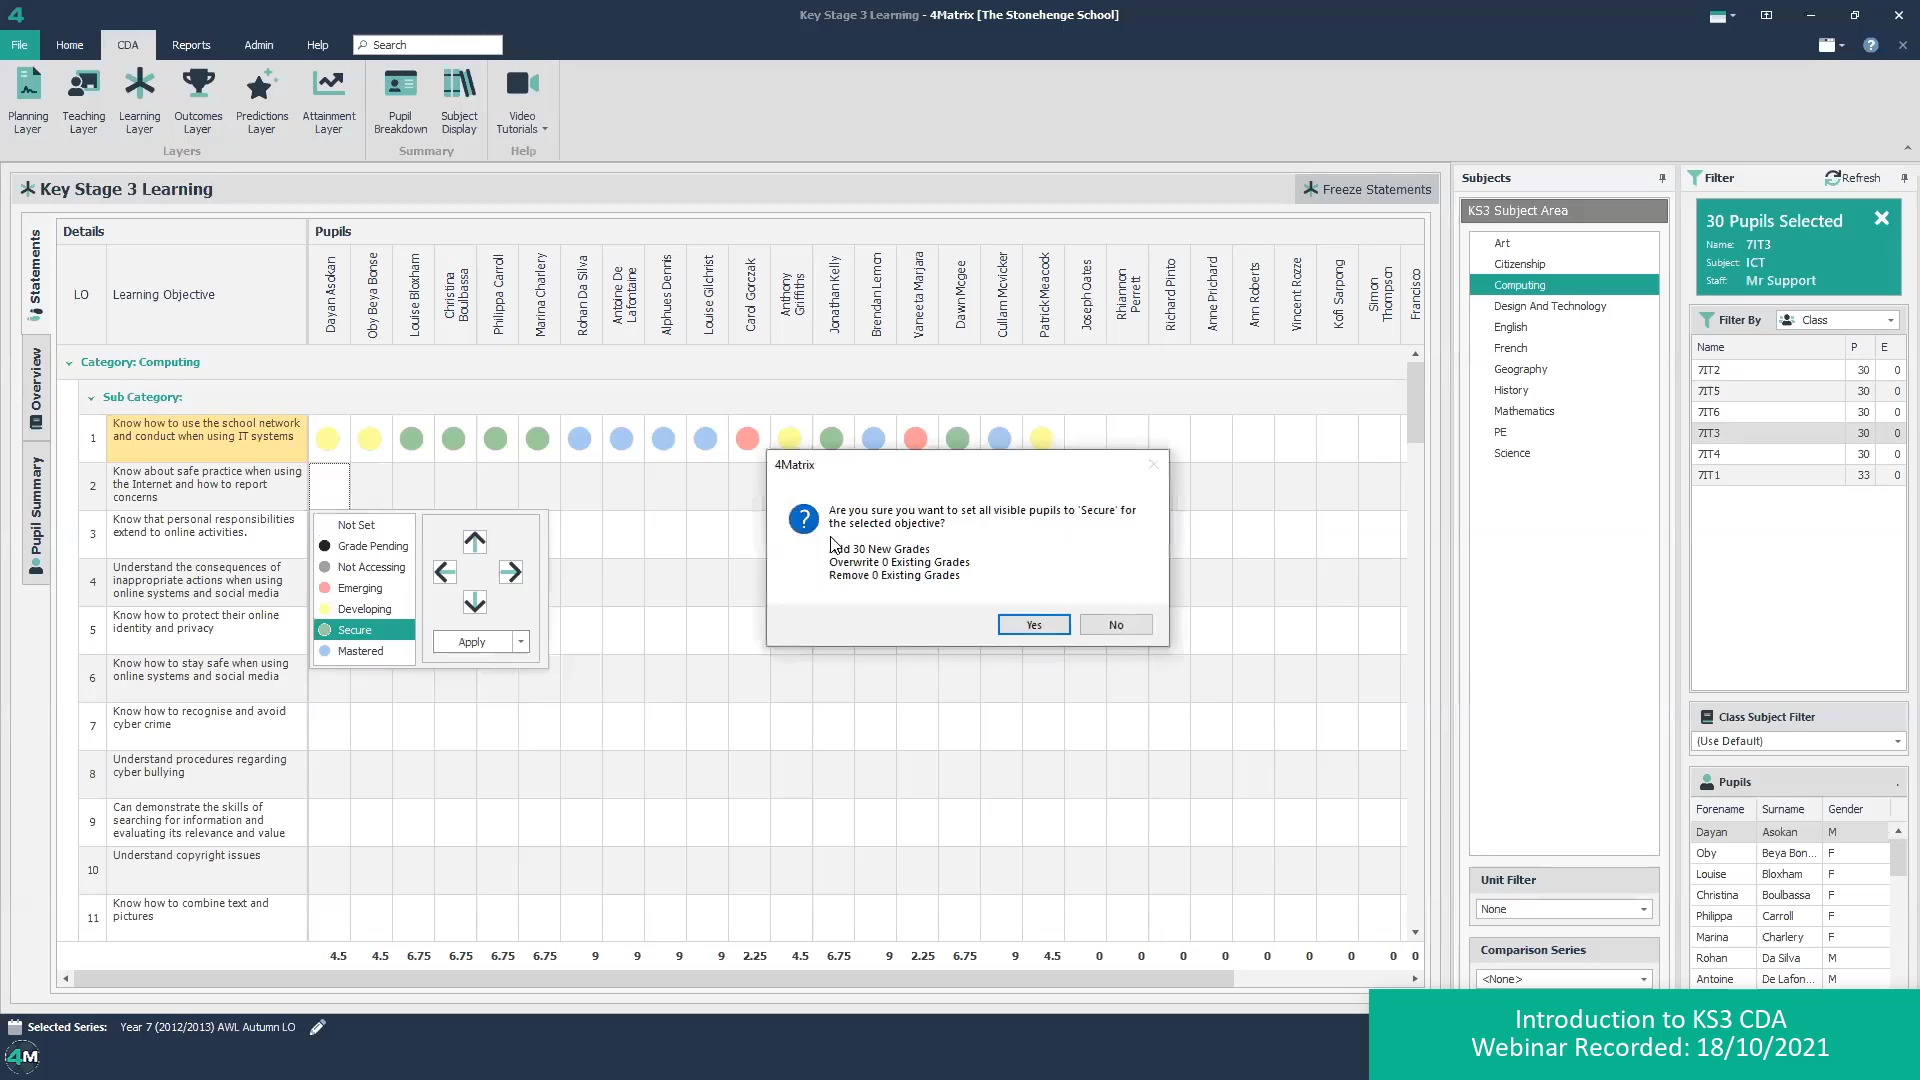 Key Stage 3 Learning - 4Matrix [The Stonehenge School]
File
Home
CDA
Reports
Admin
Help
Search
Planning
Layer
Teaching
Layer
Learning
Layer
Outcomes
Layer
Predictions
Layer
Attainment
Layer
Pupil
Breakdown
Subject
Display
Video
Tutorials
Layers
Summary
Help
Key Stage 3 Learning
Freeze Statements
Statements
Overview
Pupil Summary
Details
Pupils
LO
Learning Objective
Dayan Asokan
Oby Beya Bonse
Louise Bloxham
Christina
Boulbassa
Philippa Carroll
Marina Charlery
Rohan Da Silva
Antoine De
Lafontaine
Alphues Dennis
Louis Gilchrist
Carol Gorczak
Anthony
Griffiths
Jonathan Kelly
Brendan Lemon
Vaneeta Marjara
Dawn Mcgee
Cullam Mcvicker
Patrick Meacock
Joseph Oates
Rhiannon
Perrett
Richard Pinto
Anne Prichard
Ann Roberts
Vincent Rozze
Kofi Sarpong
Simon
Thompson
Francisco
Category: Computing
Sub Category:
1
Know how to use the school network
and conduct when using IT systems
2
Know about safe practice when using
the Internet and how to report
concerns
3
Know that personal responsibilities
extend to online activities.
4
Understand the consequences of
inappropriate actions when using
online systems and social media
5
Know how to protect their online
identity and privacy
6
Know how to stay safe when using
online systems and social media
7
Know how to recognise and avoid
cyber crime
8
Understand procedures regarding
cyber bullying
9
Can demonstrate the skills of
searching for information and
evaluating its relevance and value
10
Understand copyright issues
11
Know how to combine text and
pictures
4.5 4.5 6.75 6.75 6.75 6.75 9 9 9 9 2.25 4.5 6.75 9 2.25 6.75 9 4.5 0 0 0 0 0 0 0 0 0
Not Set
Grade Pending
Not Accessing
Emerging
Developing
Secure
Mastered
Apply
4Matrix
?
Are you sure you want to set all visible pupils to 'Secure' for
the selected objective?
30 New Grades
Overwrite 0 Existing Grades
Remove 0 Existing Grades
Yes
No
Subjects
KS3 Subject Area
Art
Citizenship
Computing
Design And Technology
English
French
Geography
History
Mathematics
PE
Science
Unit Filter
None
Comparison Series
<None>
Filter
Refresh
30 Pupils Selected
Name: 7IT3
Subject: ICT
Staff: Mr Support
Filter By
Class
Name P E
7IT2 30 0
7IT5 30 0
7IT6 30 0
7IT3 30 0
7IT4 30 0
7IT1 33 0
Class Subject Filter
(Use Default)
Pupils
Forename Surname Gender
Dayan Asokan M
Oby Beya Bon... F
Louise Bloxham F
Christina Boulbassa F
Philippa Carroll F
Marina Charlery F
Rohan Da Silva M
Antoine De Lafon... M
Selected Series: Year 7 (2012/2013) AWL Autumn LO
4M
Introduction to KS3 CDA
Webinar Recorded: 18/10/2021